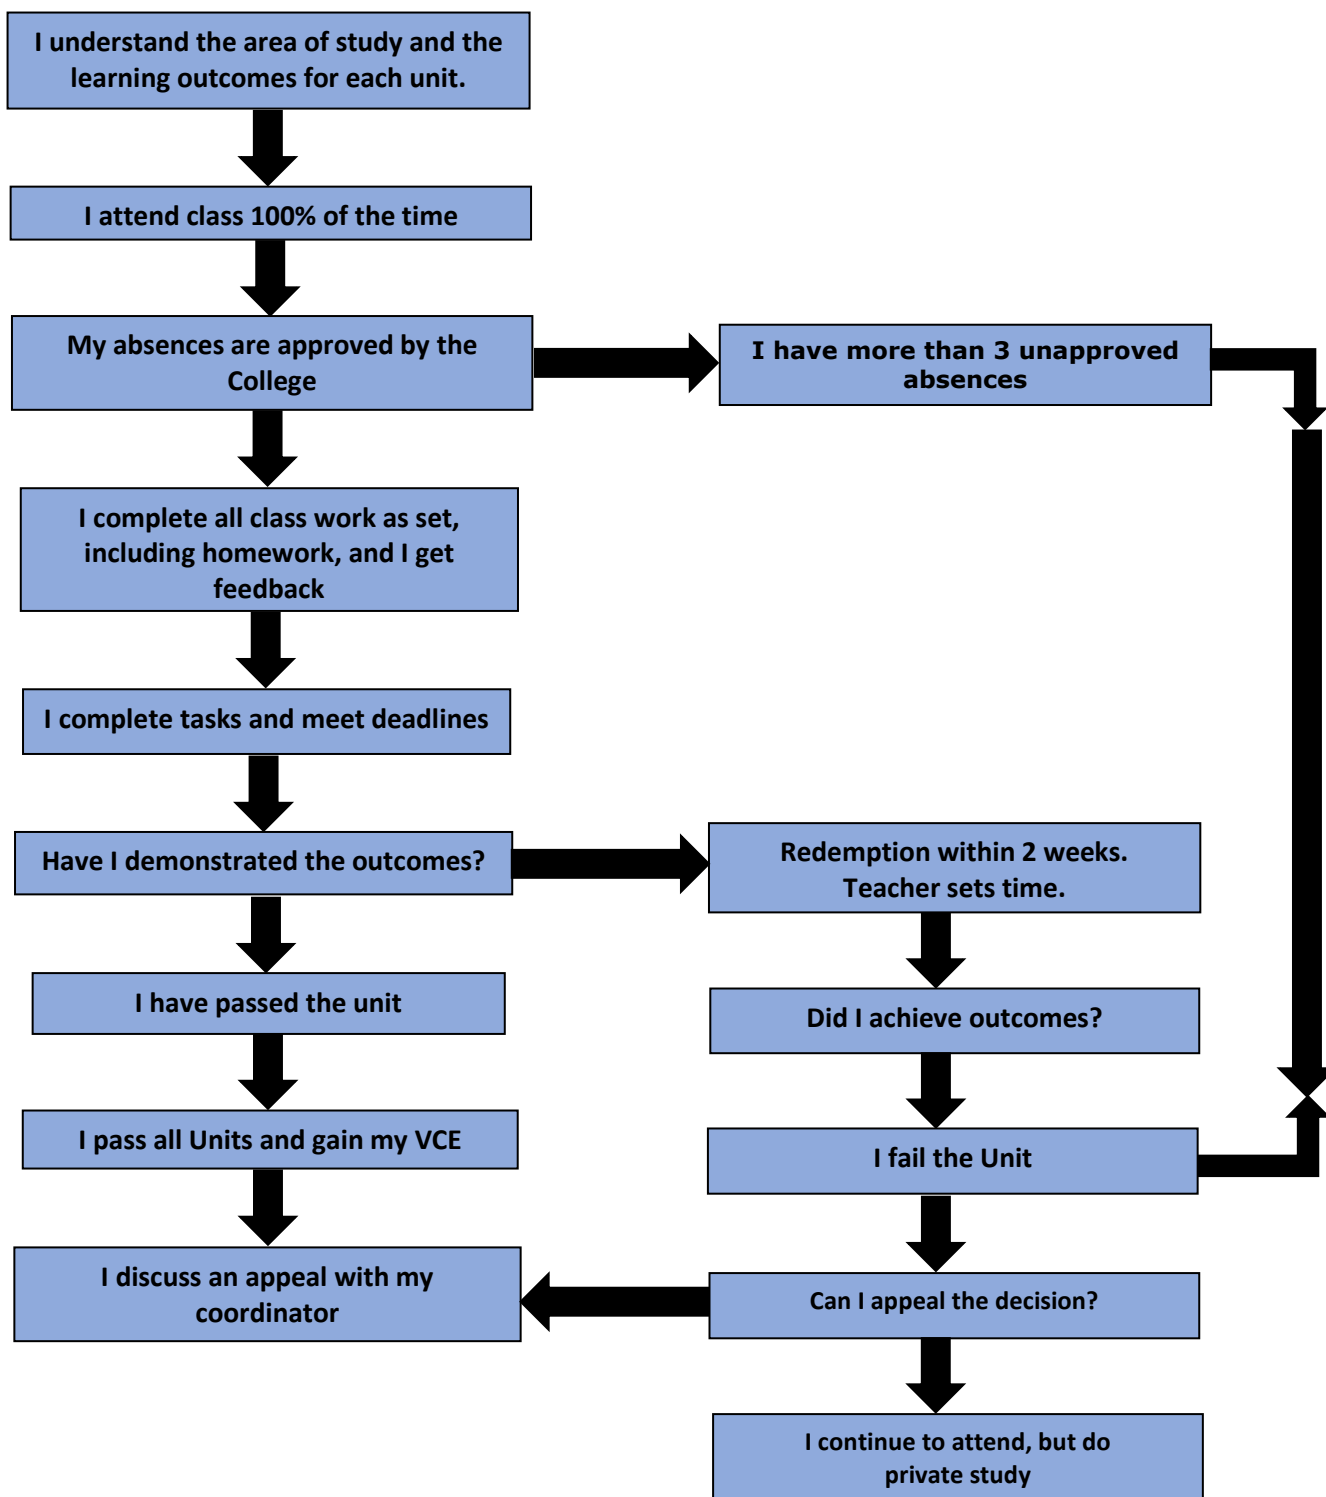 I understand the area of study and the
learning outcomes for each unit.
I attend class 100% of the time
My absences are approved by the
College
I have more than 3 unapproved
absences
I complete all class work as set,
including homework, and I get
feedback
I complete tasks and meet deadlines
Have I demonstrated the outcomes?
Redemption within 2 weeks.
Teacher sets time.
I have passed the unit
Did I achieve outcomes?
I pass all Units and gain my VCE
I fail the Unit
I discuss an appeal with my
coordinator
Can I appeal the decision?
I continue to attend, but do
private study